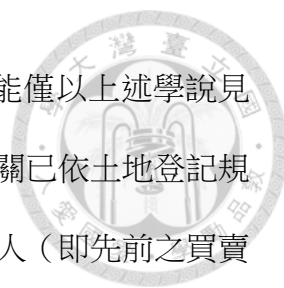 能僅以上述學說見
關已依土地登記規
人（即先前之買賣